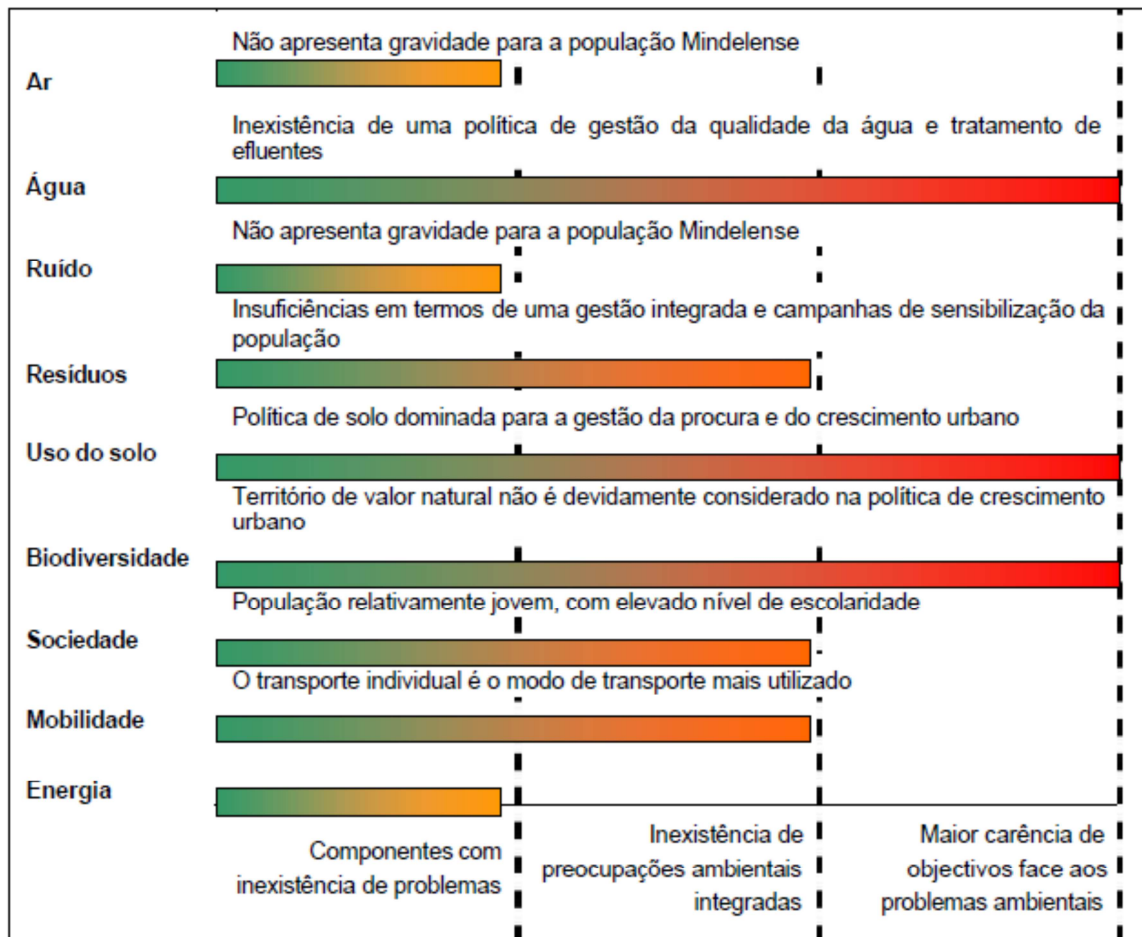 Não apresenta gravidade para a população Mindelense
Ar
Inexistência de uma política de gestão da qualidade da água e tratamento de
efluentes
Água
Não apresenta gravidade para a população Mindelense
Ruído
Insuficiências em termos de uma gestão integrada e campanhas de sensibilização da
população
Resíduos
Política de solo dominada para a gestão da procura e do crescimento urbano
Uso do solo
Território de valor natural não é devidamente considerado na política de crescimento
urbano
Biodiversidade
População relativamente jovem, com elevado nível de escolaridade
Sociedade
O transporte individual é o modo de transporte mais utilizado
Mobilidade
Energia
Componentes com
inexistência de problemas
Inexistência de
preocupações ambientais
integradas
Maior carência de
objectivos face aos
problemas ambientais